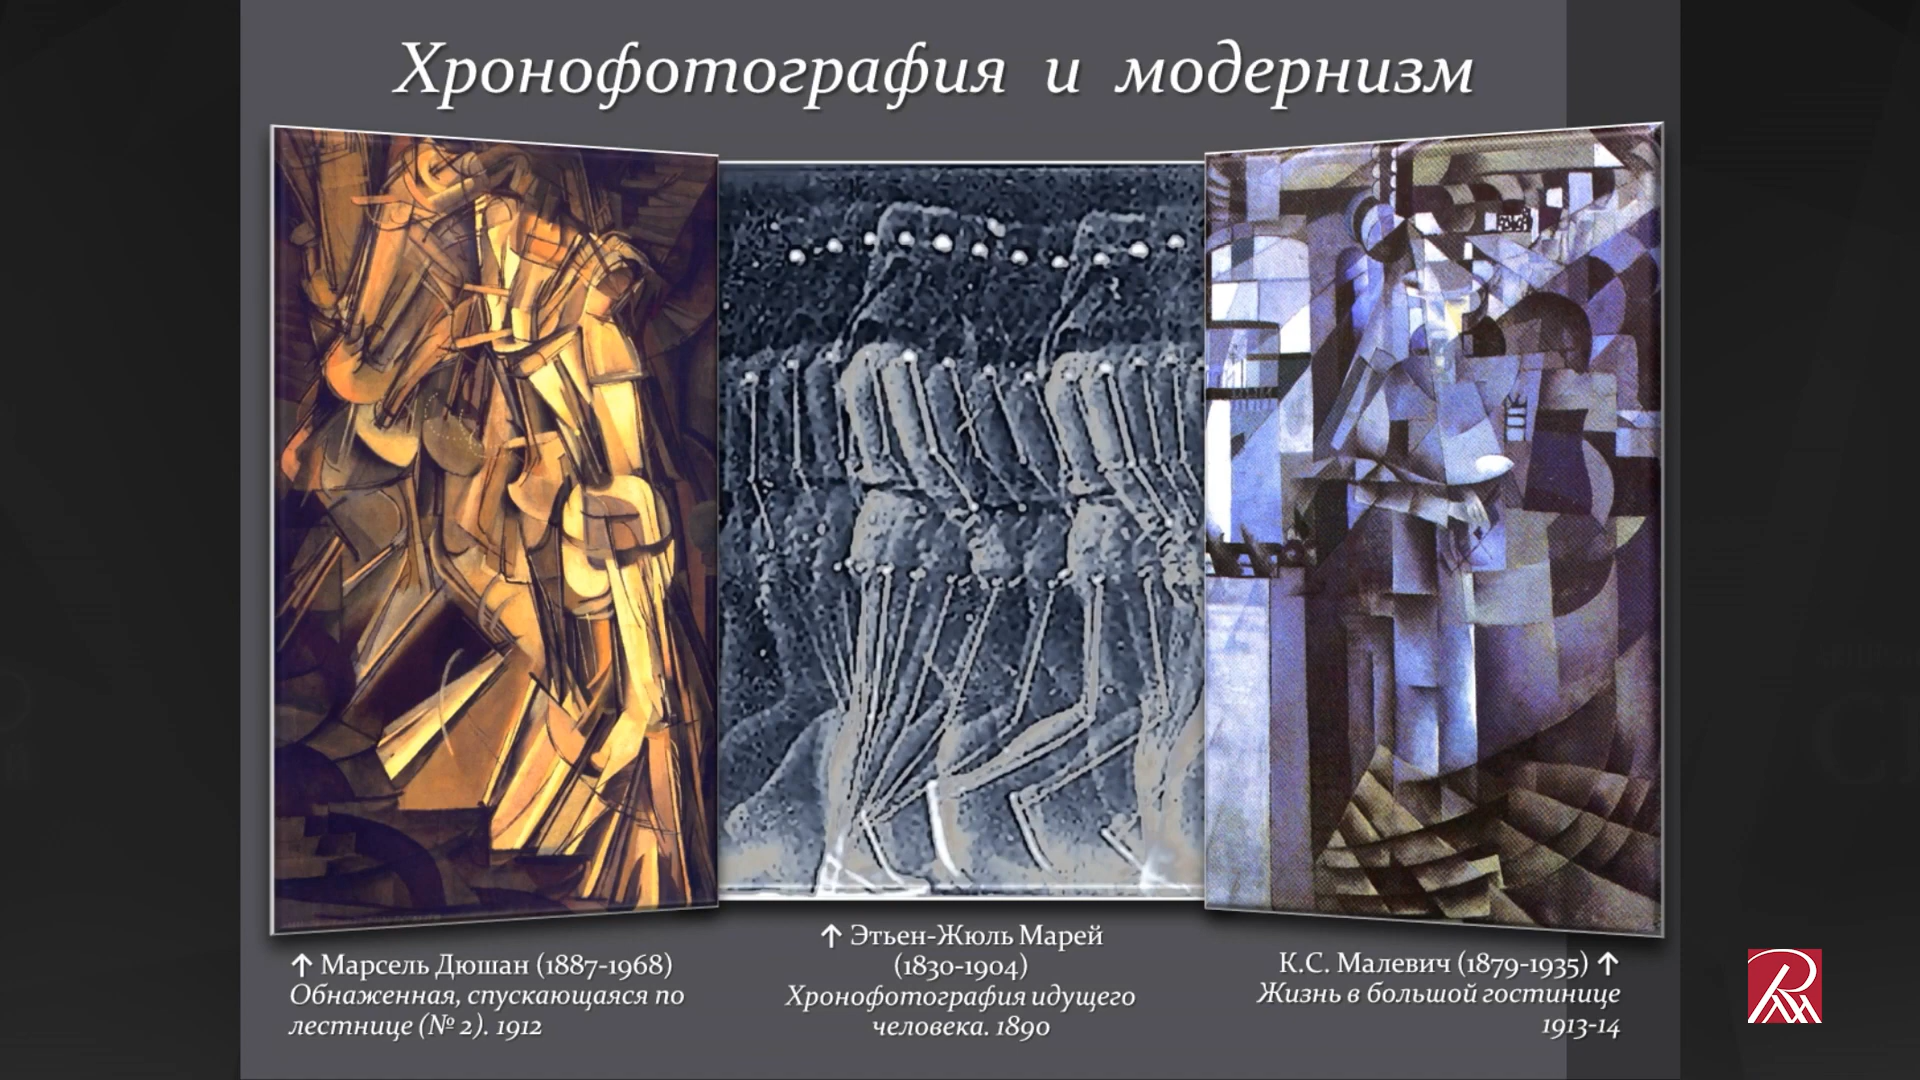 Хронофотография и модернизм
↑ Марсель Дюшан (1887-1968)
Обнаженная, спускающаяся по
лестнице (№ 2). 1912
↑ Этьен-Жюль Марей
(1830-1904)
Хронофотография идущего
человека. 1890
К.С. Малевич (1879-1935) ↑
Жизнь в большой гостинице
1913-14